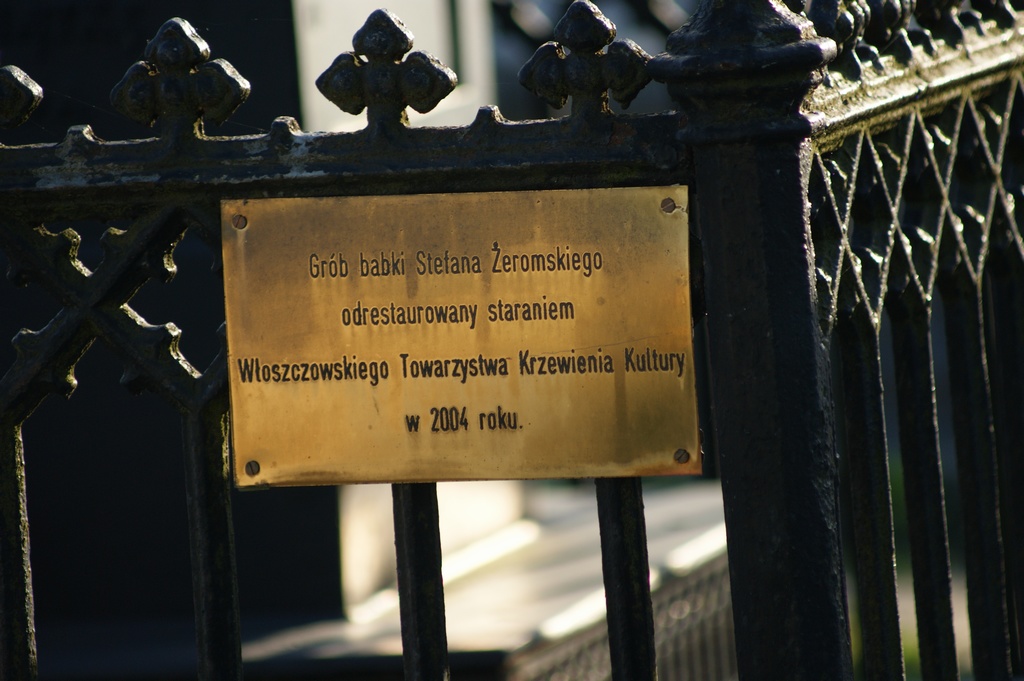 Grób babki Stefana Żeromskiego
odrestaurowany staraniem
Włoszczowskiego Towarzystwa Krzewienia Kultury
w 2004 roku.